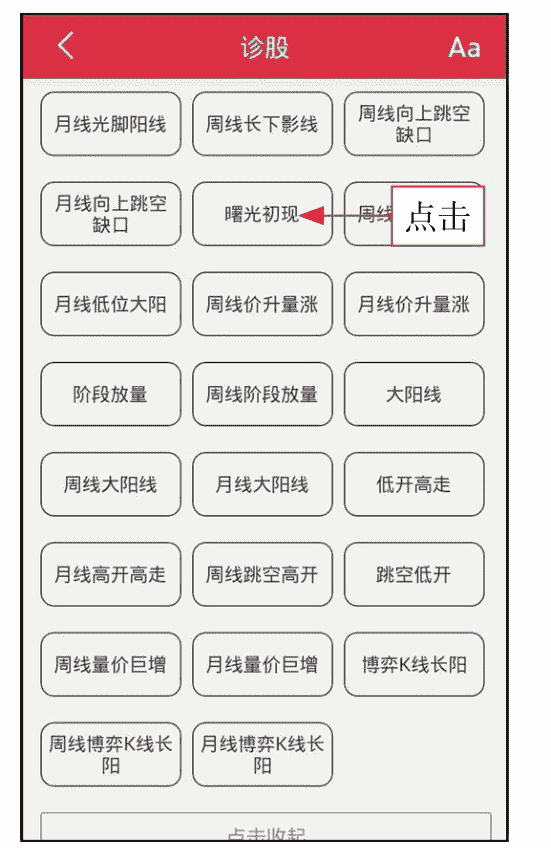 诊股
Aa
月线光脚阳线
周线长下影线
周线向上跳空
缺口
月线向上跳空
缺口
曙光初现
周线
点击
月线低位大阳
周线价升量涨
月线价升量涨
阶段放量
周线阶段放量
大阳线
周线大阳线
月线大阳线
低开高走
月线高开高走
周线跳空高开
跳空低开
周线量价巨增
月线量价巨增
博弈K线长阳
周线博弈K线长
阳
月线博弈K线长
阳
点击收起